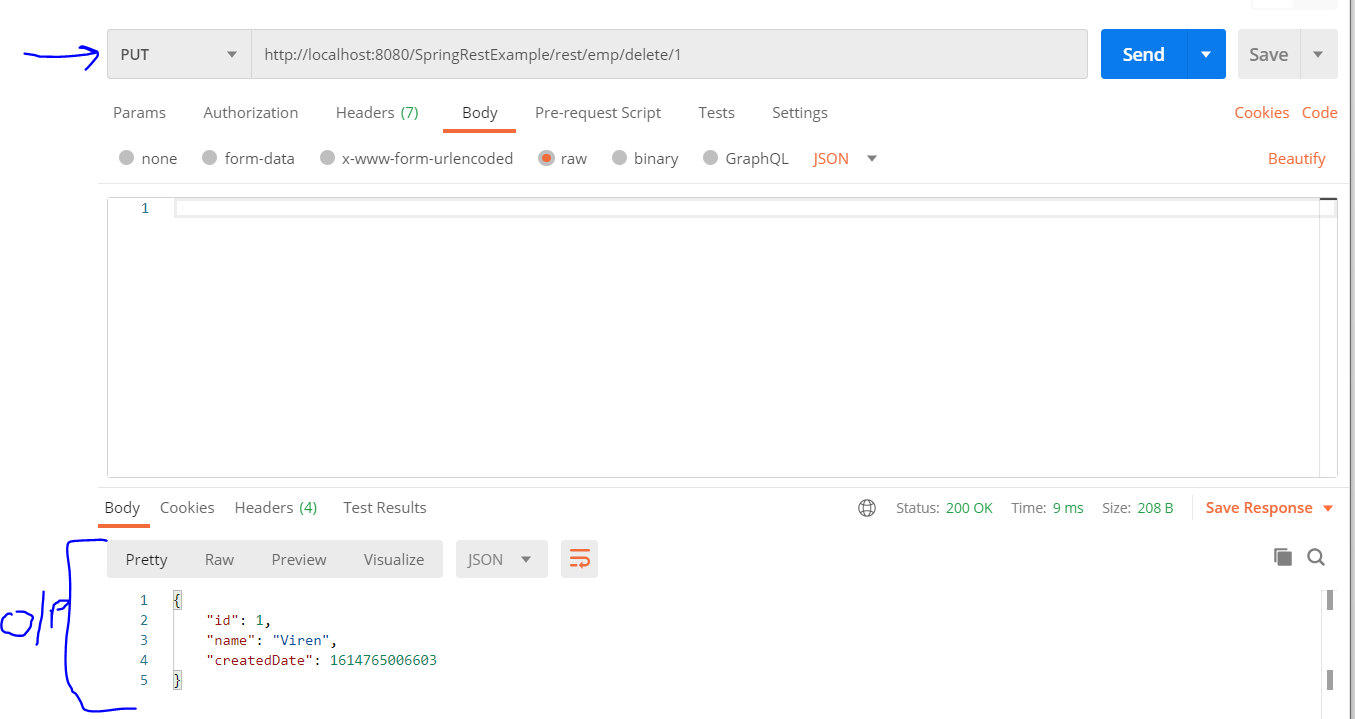 PUT http://localhost:8080/SpringRestExample/rest/emp/delete/1 Send Save
Params Authorization Headers (7) Body Pre-request Script Tests Settings Cookies Code
none form-data x-www-form-urlencoded raw binary GraphQL JSON Beautify
1
Body Cookies Headers (4) Test Results Status: 200 OK Time: 9 ms Size: 208 B Save Response
Pretty Raw Preview Visualize JSON
1 {
2 "id": 1,
o/p
3 "name": "Viren",
4 "createdDate": 1614765006603
5 }